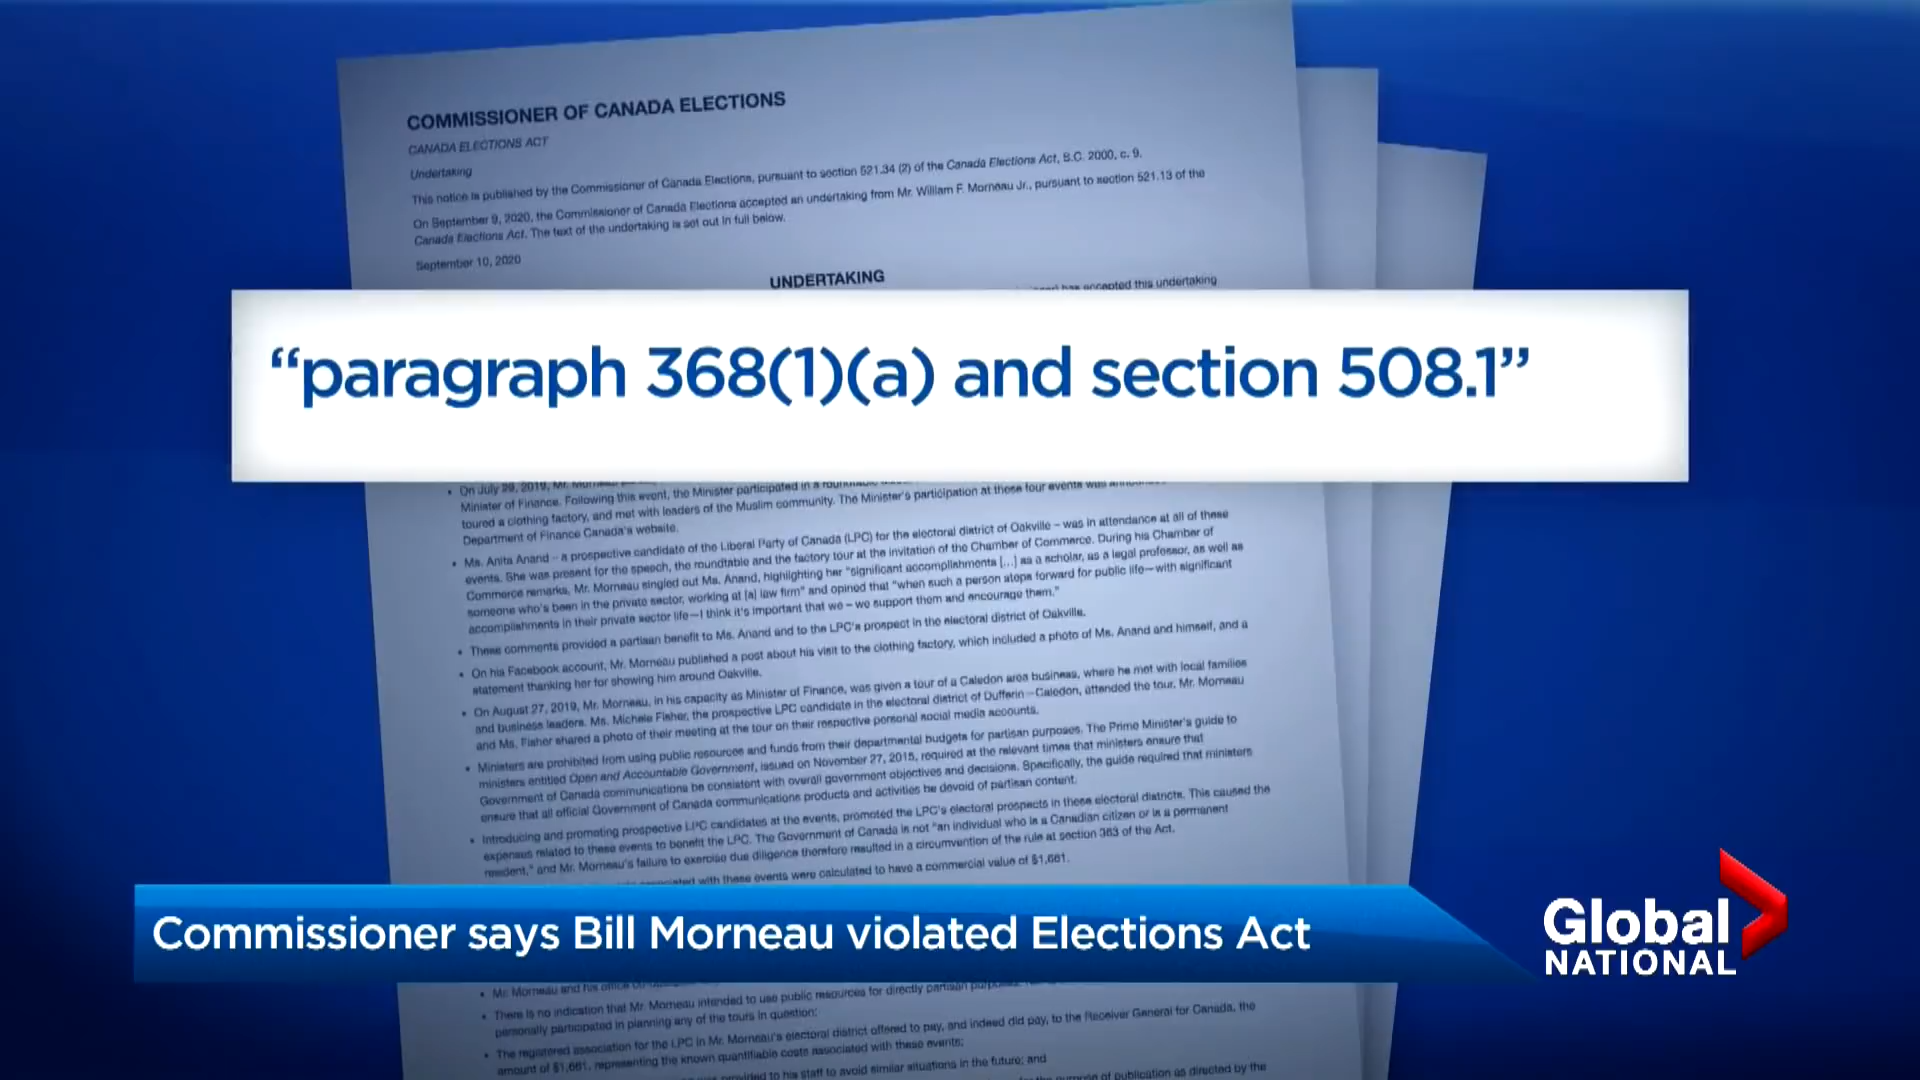 COMMISSIONER OF CANADA ELECTIONS
CANADA ELECTIONS ACT
Undertaking
This notice is published by the Commissioner of Canada Elections, pursuant to section 521.34 (2) of the Canada Elections Act, S.C. 2000, c. 9.
On September 9, 2020, the Commissioner of Canada Elections accepted an undertaking from Mr. William F. Morneau Jr., pursuant to section 521.13 of the
Canada Elections Act. The text of the undertaking is set out in full below.
September 10, 2020
UNDERTAKING
has accepted this undertaking
“paragraph 368(1)(a) and section 508.1”
• On July 29, 2019, Mr. Morneau
Minister of Finance. Following this event, the Minister participated in a roundtable
toured a clothing factory, and met with leaders of the Muslim community. The Minister's participation at these four events was
Department of Finance Canada's website.
• Ms. Anita Anand – a prospective candidate of the Liberal Party of Canada (LPC) for the electoral district of Oakville – was in attendance at all of these
events. She was present for the speech, the roundtable and the factory tour at the invitation of the Chamber of Commerce. During his Chamber of
Commerce remarks, Mr. Morneau singled out Ms. Anand, highlighting her "significant accomplishments [...] as a scholar, as a legal professor, as well as
someone who's been in the private sector, working at [a] law firm" and opined that "when such a person steps forward for public life—with significant
accomplishments in their private sector life—I think it's important that we – we support them and encourage them."
• These comments provided a partisan benefit to Ms. Anand and to the LPC's prospect in the electoral district of Oakville.
• On his Facebook account, Mr. Morneau published a post about his visit to the clothing factory, which included a photo of Ms. Anand and himself, and a
statement thanking her for showing him around Oakville.
• On August 27, 2019, Mr. Morneau, in his capacity as Minister of Finance, was given a tour of a Caledon area business, where he met with local families
and business leaders. Ms. Michele Fisher, the prospective LPC candidate in the electoral district of Dufferin–Caledon, attended the tour. Mr. Morneau
and Ms. Fisher shared a photo of their meeting at the tour on their respective personal social media accounts.
• Ministers are prohibited from using public resources and funds from their departmental budgets for partisan purposes. The Prime Minister's guide to
ministers entitled Open and Accountable Government, issued on November 27, 2015, required at the relevant times that ministers ensure that
Government of Canada communications be consistent with overall government objectives and decisions. Specifically, the guide required that ministers
ensure that all official Government of Canada communications products and activities be devoid of partisan content.
• Introducing and promoting prospective LPC candidates at the events, promoted the LPC's electoral prospects in these electoral districts. This caused the
expenses related to these events to benefit the LPC. The Government of Canada is not "an individual who is a Canadian citizen or is a permanent
resident," and Mr. Morneau's failure to exercise due diligence therefore resulted in a circumvention of the rule at section 363 of the Act.
associated with these events were calculated to have a commercial value of $1,661.
Commissioner says Bill Morneau violated Elections Act
Global
NATIONAL
• Mr. Morneau and his office
• There is no indication that Mr. Morneau intended to use public resources for directly partisan
personally participated in planning any of the tours in question;
• The registered association for the LPC in Mr. Morneau's electoral district offered to pay, and indeed did pay, to the Receiver General for Canada, the
amount of $1,661, representing the known quantifiable costs associated with these events;
provided to his staff to avoid similar situations in the future; and
purpose of publication as directed by the